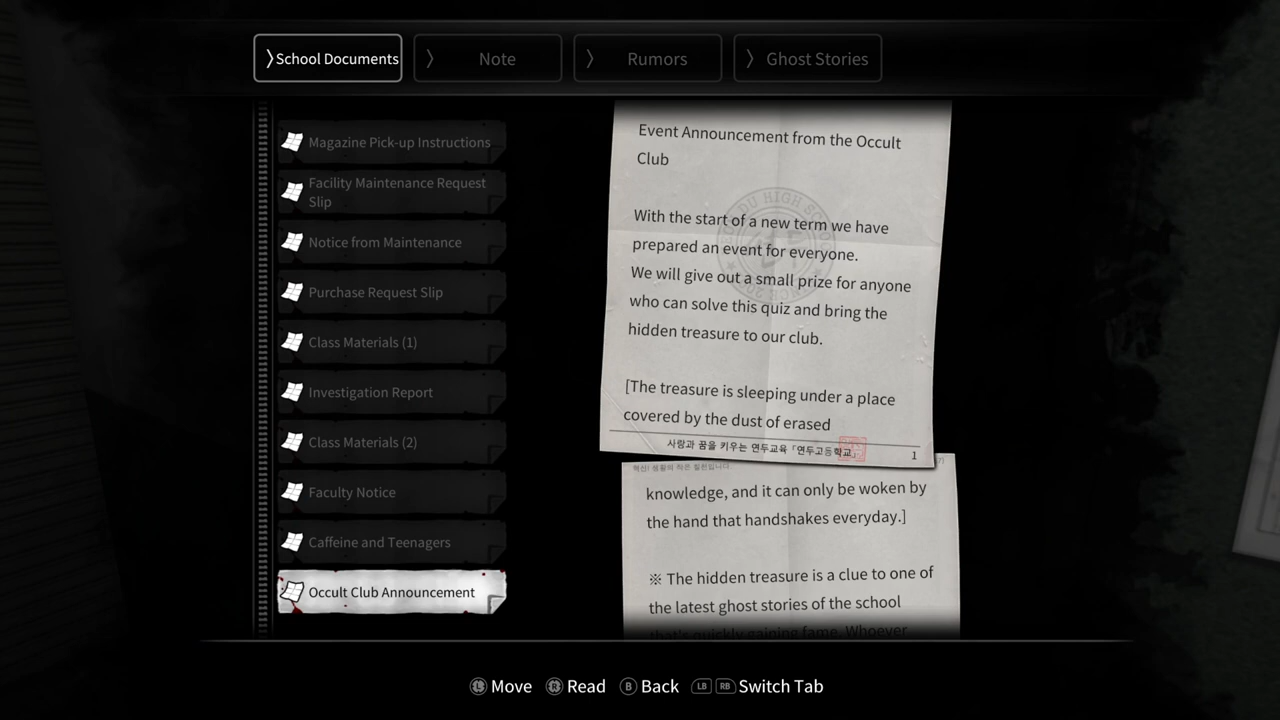 School Documents
Note
Rumors
Ghost Stories
Magazine Pick-up Instructions
Facility Maintenance Request
Slip
Notice from Maintenance
Purchase Request Slip
Class Materials (1)
Investigation Report
Class Materials (2)
Faculty Notice
Caffeine and Teenagers
Occult Club Announcement
Event Announcement from the Occult
Club
With the start of a new term we have
prepared an event for everyone.
We will give out a small prize for anyone
who can solve this quiz and bring the
hidden treasure to our club.
[The treasure is sleeping under a place
covered by the dust of erased
사랑과 꿈을 키우는 연두교육 「연두고등학교」
1
knowledge, and it can only be woken by
the hand that handshakes everyday.]
※ The hidden treasure is a clue to one of
the latest ghost stories of the school
that's quickly gaining fame. Whoever
L Move
R Read
B Back
LB RB Switch Tab